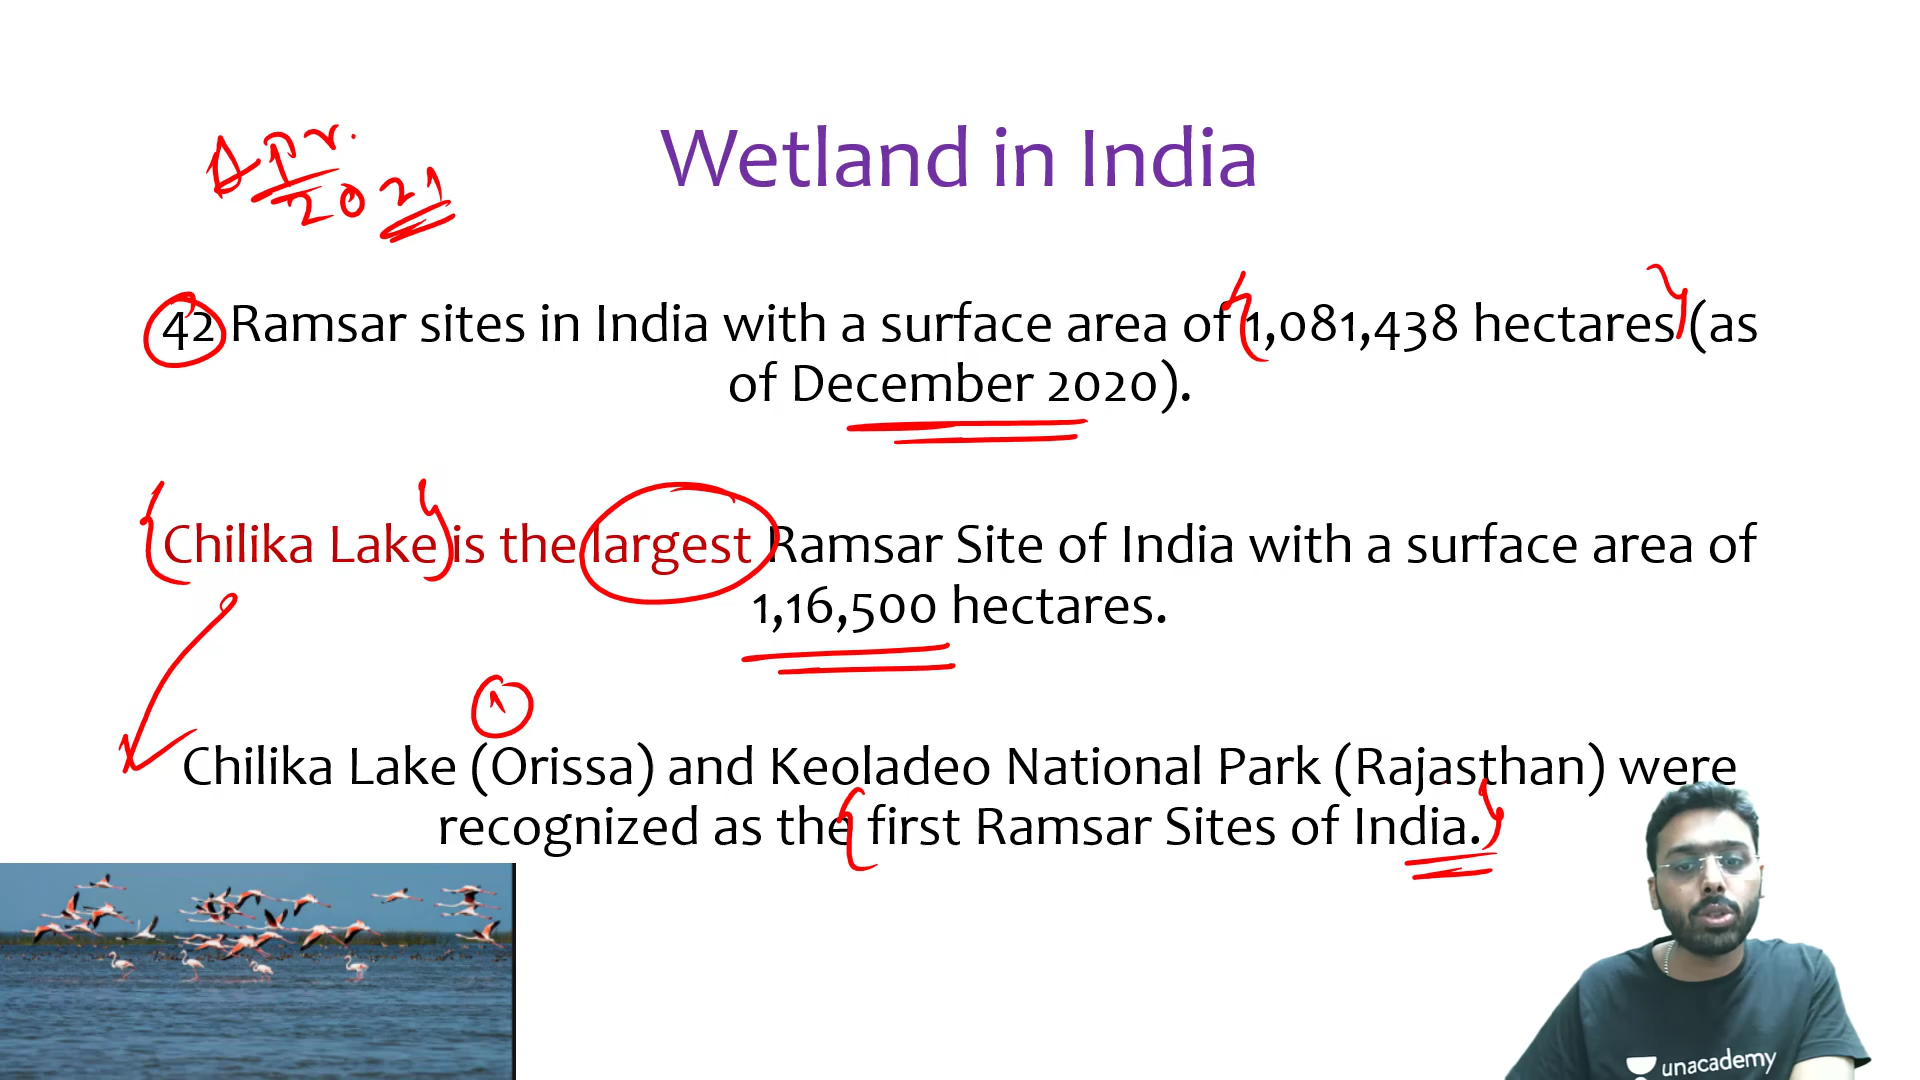 Apr.
2021
Wetland in India
42 Ramsar sites in India with a surface area of 1,081,438 hectares (as
of December 2020).
Chilika Lake is the largest Ramsar Site of India with a surface area of
1,16,500 hectares.
1
Chilika Lake (Orissa) and Keoladeo National Park (Rajasthan) were
recognized as the first Ramsar Sites of India.
unacademy